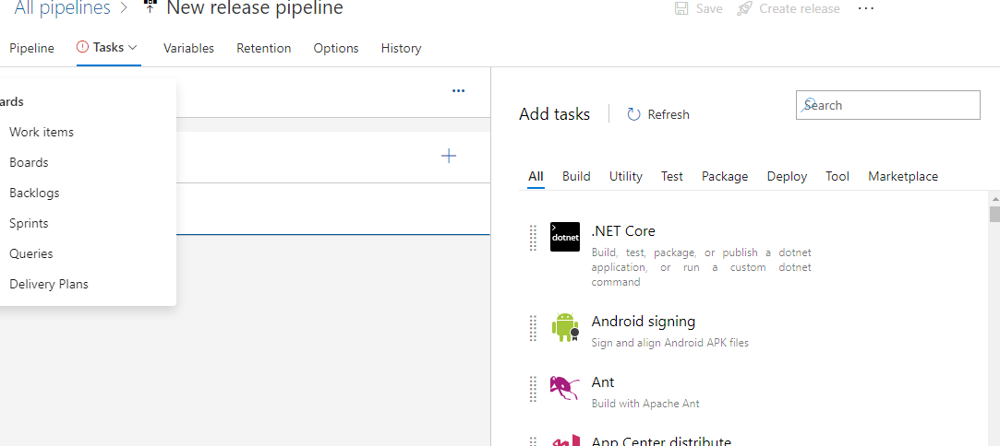 All pipelines > New release pipeline
Save
Create release
...
Pipeline
Tasks
Variables
Retention
Options
History
ards
Work items
Boards
Backlogs
Sprints
Queries
Delivery Plans
Add tasks
Refresh
Search
All
Build
Utility
Test
Package
Deploy
Tool
Marketplace
dotnet
.NET Core
Build, test, package, or publish a dotnet
application, or run a custom dotnet
command
Android signing
Sign and align Android APK files
Ant
Build with Apache Ant
App Center distribute